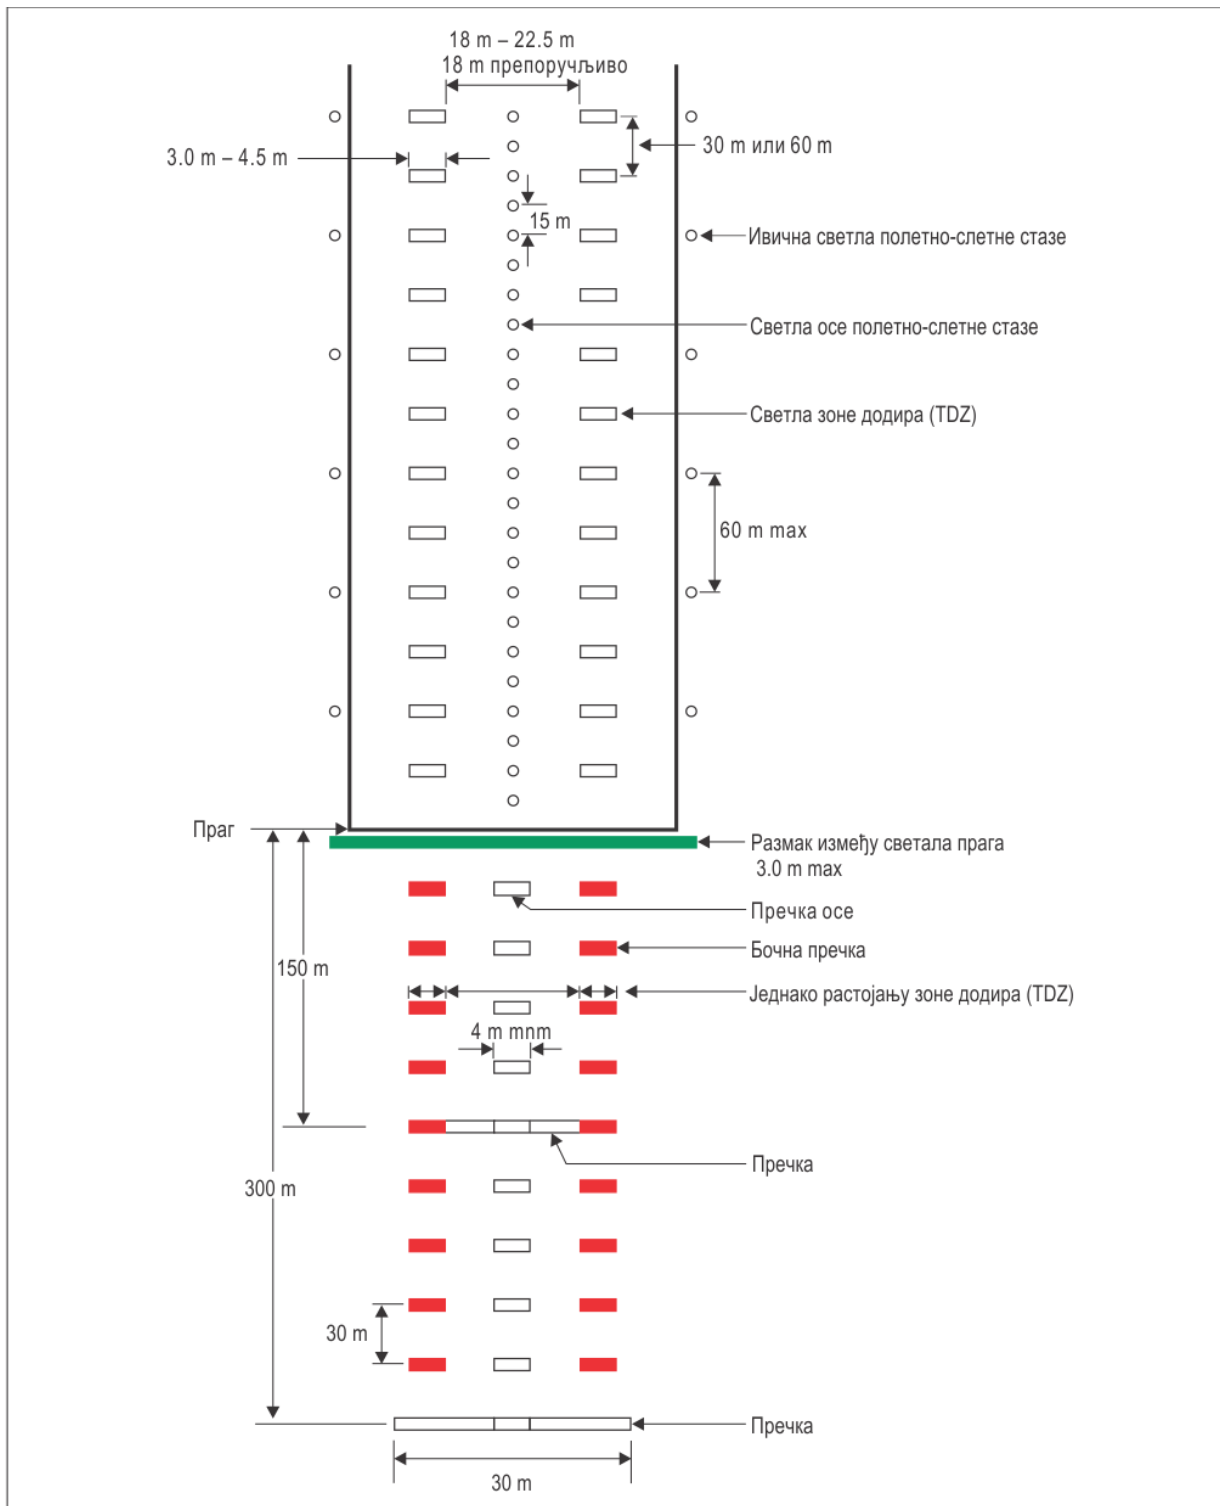 18 m – 22.5 m
18 m препоручљиво
3.0 m – 4.5 m
30 m или 60 m
15 m
Ивична светла полетно-слетне стазе
Светла осе полетно-слетне стазе
Светла зоне додира (TDZ)
60 m max
Праг
Размак између светала прага
3.0 m max
Пречка осе
Бочна пречка
150 m
Једнако растојању зоне додира (TDZ)
4 m mnm
Пречка
300 m
30 m
Пречка
30 m